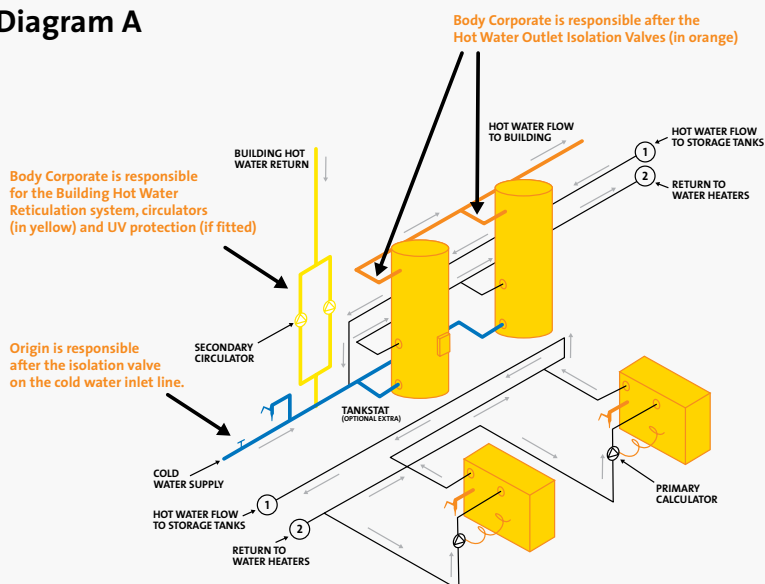 Diagram A
Body Corporate is responsible after the
Hot Water Outlet Isolation Valves (in orange)
HOT WATER FLOW
TO BUILDING
HOT WATER FLOW
TO STORAGE TANKS
1
2
RETURN TO
WATER HEATERS
BUILDING HOT
WATER RETURN
Body Corporate is responsible
for the Building Hot Water
Reticulation system, circulators
(in yellow) and UV protection (if fitted)
SECONDARY
CIRCULATOR
Origin is responsible
after the isolation valve
on the cold water inlet line.
TANKSTAT
(OPTIONAL EXTRA)
COLD
WATER SUPPLY
PRIMARY
CALCULATOR
HOT WATER FLOW
TO STORAGE TANKS
1
2
RETURN TO
WATER HEATERS